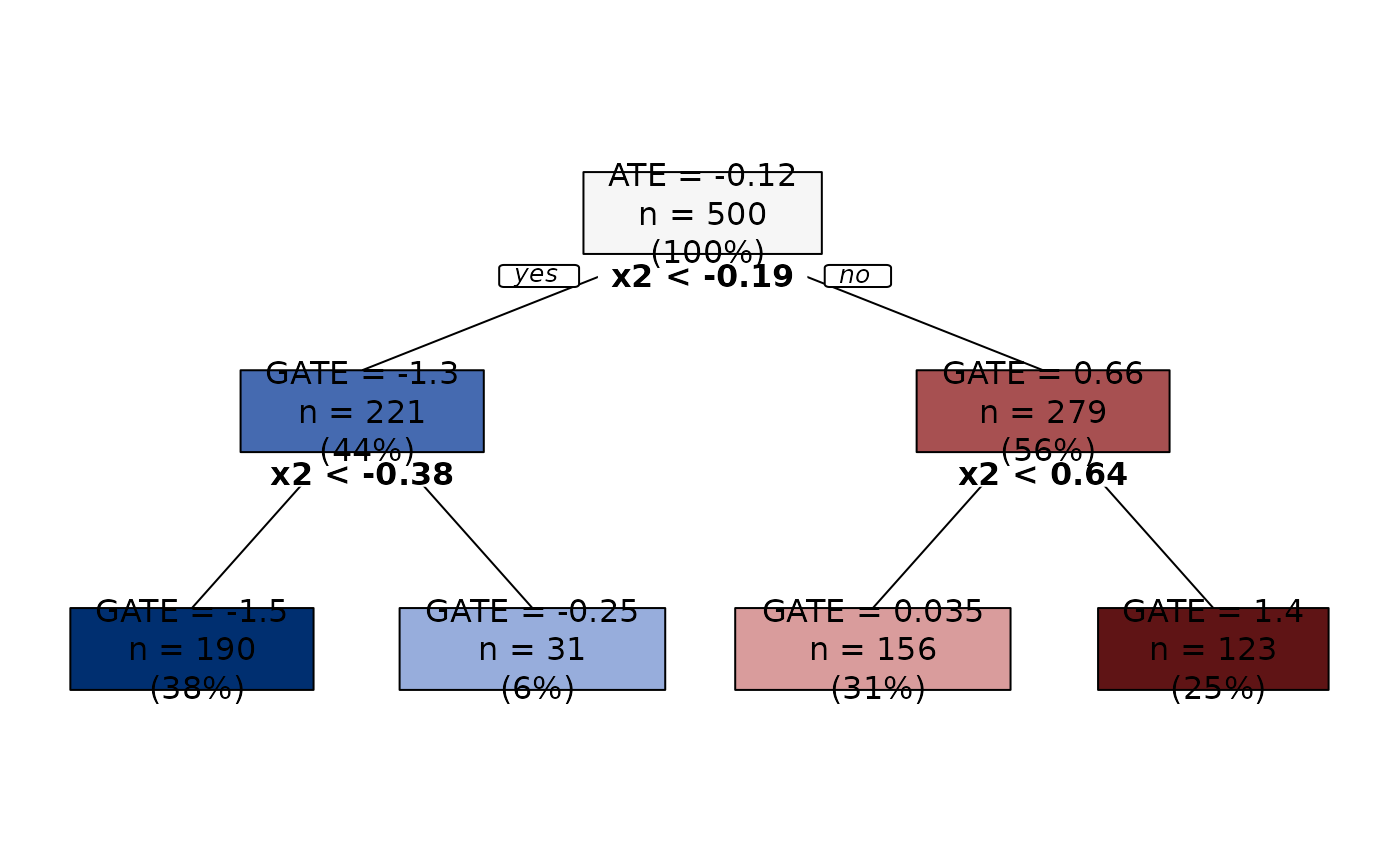 ATE = -0.12
n = 500
(100%)
yes
x2 < -0.19
no
GATE = -1.3
n = 221
(44%)
x2 < -0.38
GATE = 0.66
n = 279
(56%)
x2 < 0.64
GATE = -1.5
n = 190
(38%)
GATE = -0.25
n = 31
(6%)
GATE = 0.035
n = 156
(31%)
GATE = 1.4
n = 123
(25%)